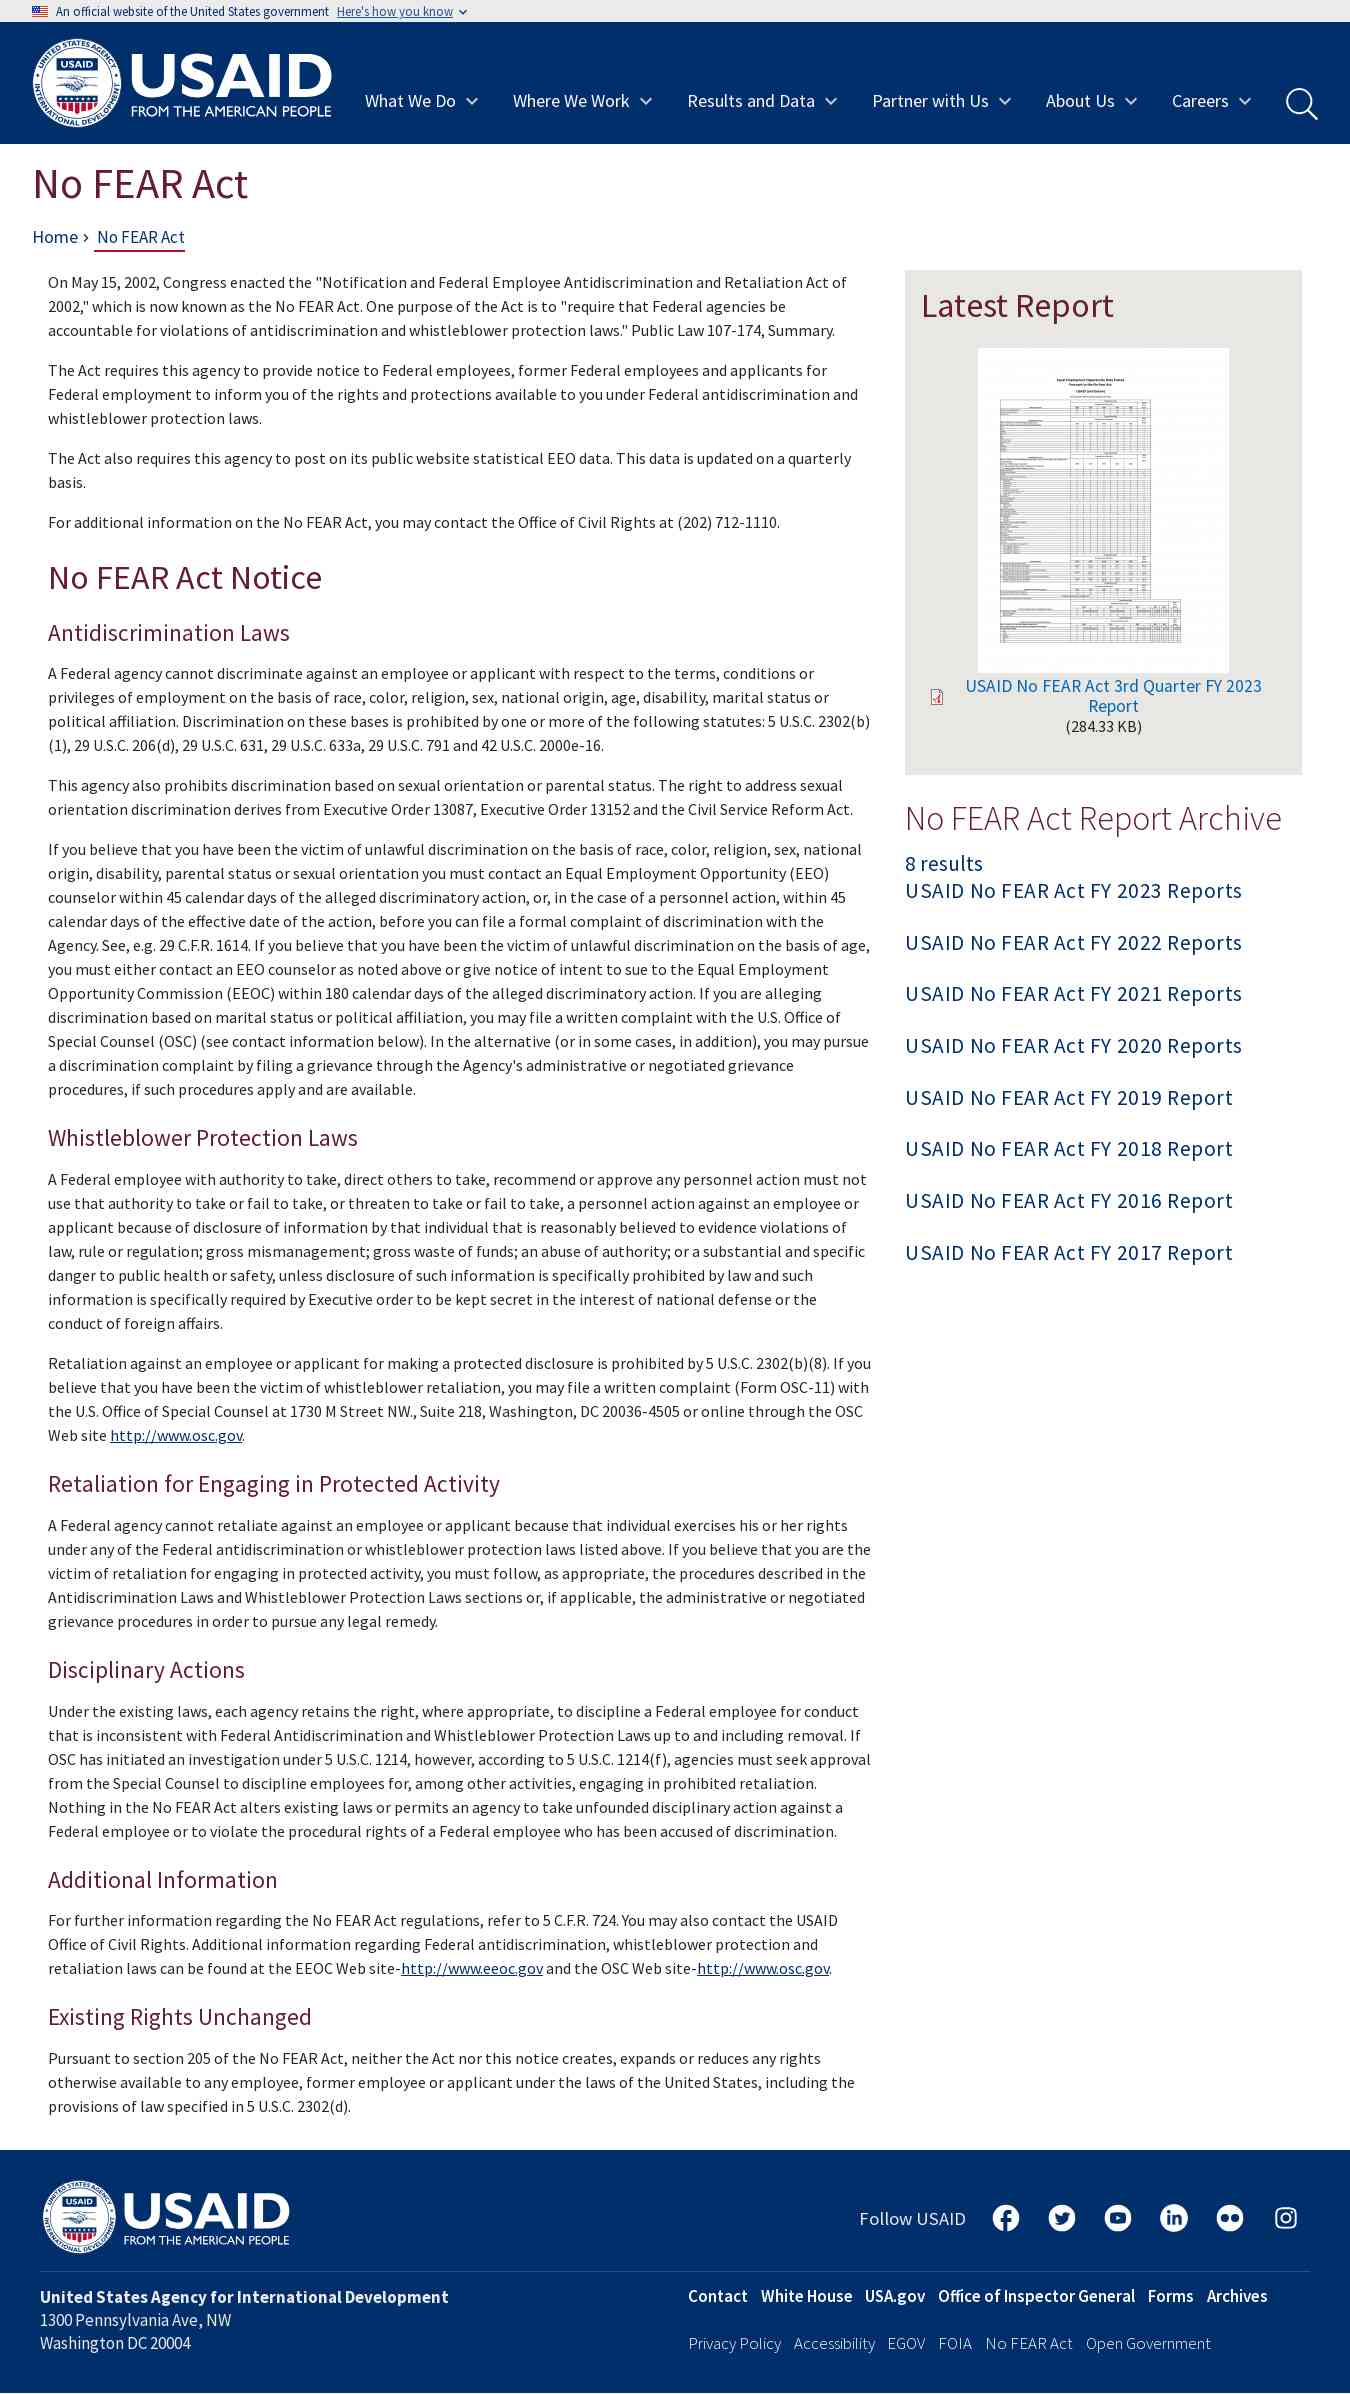 An official website of the United States government Here's how you know
UNITED STATES AGENCY
USAID
INTERNATIONAL DEVELOPMENT
USAID
FROM THE AMERICAN PEOPLE
What We Do
Where We Work
Results and Data
Partner with Us
About Us
Careers
No FEAR Act
Home › No FEAR Act
On May 15, 2002, Congress enacted the "Notification and Federal Employee Antidiscrimination and Retaliation Act of
2002," which is now known as the No FEAR Act. One purpose of the Act is to "require that Federal agencies be
accountable for violations of antidiscrimination and whistleblower protection laws." Public Law 107-174, Summary.
The Act requires this agency to provide notice to Federal employees, former Federal employees and applicants for
Federal employment to inform you of the rights and protections available to you under Federal antidiscrimination and
whistleblower protection laws.
The Act also requires this agency to post on its public website statistical EEO data. This data is updated on a quarterly
basis.
For additional information on the No FEAR Act, you may contact the Office of Civil Rights at (202) 712-1110.
No FEAR Act Notice
Antidiscrimination Laws
A Federal agency cannot discriminate against an employee or applicant with respect to the terms, conditions or
privileges of employment on the basis of race, color, religion, sex, national origin, age, disability, marital status or
political affiliation. Discrimination on these bases is prohibited by one or more of the following statutes: 5 U.S.C. 2302(b)
(1), 29 U.S.C. 206(d), 29 U.S.C. 631, 29 U.S.C. 633a, 29 U.S.C. 791 and 42 U.S.C. 2000e-16.
This agency also prohibits discrimination based on sexual orientation or parental status. The right to address sexual
orientation discrimination derives from Executive Order 13087, Executive Order 13152 and the Civil Service Reform Act.
If you believe that you have been the victim of unlawful discrimination on the basis of race, color, religion, sex, national
origin, disability, parental status or sexual orientation you must contact an Equal Employment Opportunity (EEO)
counselor within 45 calendar days of the alleged discriminatory action, or, in the case of a personnel action, within 45
calendar days of the effective date of the action, before you can file a formal complaint of discrimination with the
Agency. See, e.g. 29 C.F.R. 1614. If you believe that you have been the victim of unlawful discrimination on the basis of age,
you must either contact an EEO counselor as noted above or give notice of intent to sue to the Equal Employment
Opportunity Commission (EEOC) within 180 calendar days of the alleged discriminatory action. If you are alleging
discrimination based on marital status or political affiliation, you may file a written complaint with the U.S. Office of
Special Counsel (OSC) (see contact information below). In the alternative (or in some cases, in addition), you may pursue
a discrimination complaint by filing a grievance through the Agency's administrative or negotiated grievance
procedures, if such procedures apply and are available.
Whistleblower Protection Laws
A Federal employee with authority to take, direct others to take, recommend or approve any personnel action must not
use that authority to take or fail to take, or threaten to take or fail to take, a personnel action against an employee or
applicant because of disclosure of information by that individual that is reasonably believed to evidence violations of
law, rule or regulation; gross mismanagement; gross waste of funds; an abuse of authority; or a substantial and specific
danger to public health or safety, unless disclosure of such information is specifically prohibited by law and such
information is specifically required by Executive order to be kept secret in the interest of national defense or the
conduct of foreign affairs.
Retaliation against an employee or applicant for making a protected disclosure is prohibited by 5 U.S.C. 2302(b)(8). If you
believe that you have been the victim of whistleblower retaliation, you may file a written complaint (Form OSC-11) with
the U.S. Office of Special Counsel at 1730 M Street NW., Suite 218, Washington, DC 20036-4505 or online through the OSC
Web site http://www.osc.gov.
Retaliation for Engaging in Protected Activity
A Federal agency cannot retaliate against an employee or applicant because that individual exercises his or her rights
under any of the Federal antidiscrimination or whistleblower protection laws listed above. If you believe that you are the
victim of retaliation for engaging in protected activity, you must follow, as appropriate, the procedures described in the
Antidiscrimination Laws and Whistleblower Protection Laws sections or, if applicable, the administrative or negotiated
grievance procedures in order to pursue any legal remedy.
Disciplinary Actions
Under the existing laws, each agency retains the right, where appropriate, to discipline a Federal employee for conduct
that is inconsistent with Federal Antidiscrimination and Whistleblower Protection Laws up to and including removal. If
OSC has initiated an investigation under 5 U.S.C. 1214, however, according to 5 U.S.C. 1214(f), agencies must seek approval
from the Special Counsel to discipline employees for, among other activities, engaging in prohibited retaliation.
Nothing in the No FEAR Act alters existing laws or permits an agency to take unfounded disciplinary action against a
Federal employee or to violate the procedural rights of a Federal employee who has been accused of discrimination.
Additional Information
For further information regarding the No FEAR Act regulations, refer to 5 C.F.R. 724. You may also contact the USAID
Office of Civil Rights. Additional information regarding Federal antidiscrimination, whistleblower protection and
retaliation laws can be found at the EEOC Web site-http://www.eeoc.gov and the OSC Web site-http://www.osc.gov.
Existing Rights Unchanged
Pursuant to section 205 of the No FEAR Act, neither the Act nor this notice creates, expands or reduces any rights
otherwise available to any employee, former employee or applicant under the laws of the United States, including the
provisions of law specified in 5 U.S.C. 2302(d).
Latest Report
USAID No FEAR Act 3rd Quarter FY 2023
Report
(284.33 KB)
No FEAR Act Report Archive
8 results
USAID No FEAR Act FY 2023 Reports
USAID No FEAR Act FY 2022 Reports
USAID No FEAR Act FY 2021 Reports
USAID No FEAR Act FY 2020 Reports
USAID No FEAR Act FY 2019 Report
USAID No FEAR Act FY 2018 Report
USAID No FEAR Act FY 2016 Report
USAID No FEAR Act FY 2017 Report
UNITED STATES AGENCY
USAID
INTERNATIONAL DEVELOPMENT
USAID
FROM THE AMERICAN PEOPLE
Follow USAID
United States Agency for International Development
1300 Pennsylvania Ave, NW
Washington DC 20004
Contact White House USA.gov Office of Inspector General Forms Archives
Privacy Policy Accessibility EGOV FOIA No FEAR Act Open Government